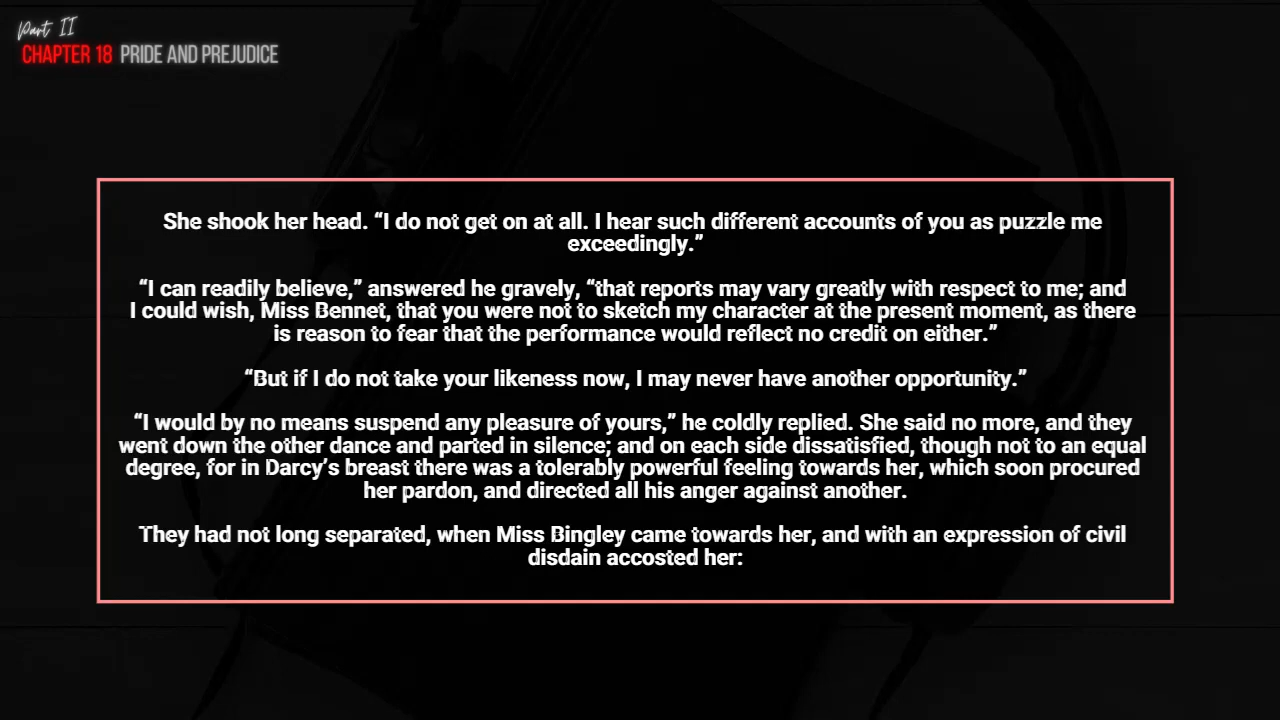 Part II
CHAPTER 18 PRIDE AND PREJUDICE
She shook her head. “I do not get on at all. I hear such different accounts of you as puzzle me
exceedingly.”
“I can readily believe,” answered he gravely, “that reports may vary greatly with respect to me; and
I could wish, Miss Bennet, that you were not to sketch my character at the present moment, as there
is reason to fear that the performance would reflect no credit on either.”
“But if I do not take your likeness now, I may never have another opportunity.”
“I would by no means suspend any pleasure of yours,” he coldly replied. She said no more, and they
went down the other dance and parted in silence; and on each side dissatisfied, though not to an equal
degree, for in Darcy’s breast there was a tolerably powerful feeling towards her, which soon procured
her pardon, and directed all his anger against another.
They had not long separated, when Miss Bingley came towards her, and with an expression of civil
disdain accosted her: